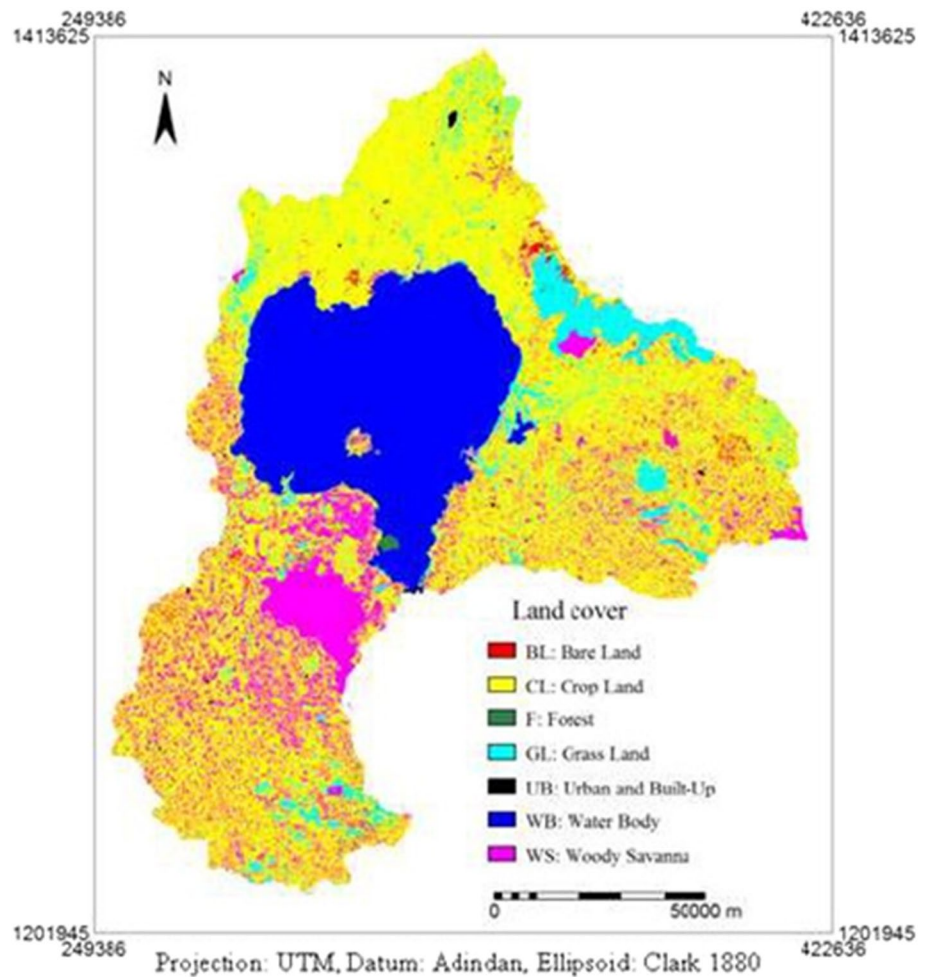 249386 422636
1413625 1413625
N
Land cover
BL: Bare Land
CL: Crop Land
F: Forest
GL: Grass Land
UB: Urban and Built-Up
WB: Water Body
WS: Woody Savanna
0 50000 m
1201945 1201945
249386 422636
Projection: UTM, Datum: Adindan, Ellipsoid: Clark 1880